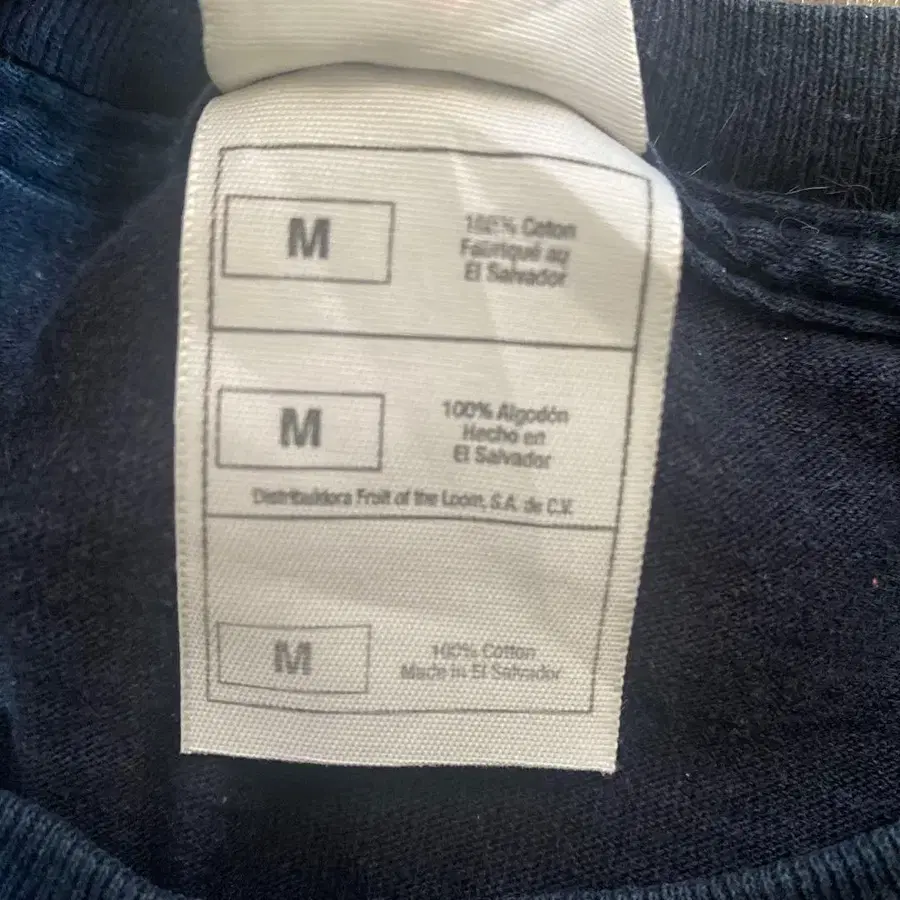 M
100% Coton
Fabriqué au
El Salvador
M
100% Algodón
Hecho en
El Salvador
Distribuidora Fruit of the Loom, S.A. de C.V.
M
100% Cotton
Made in El Salvador